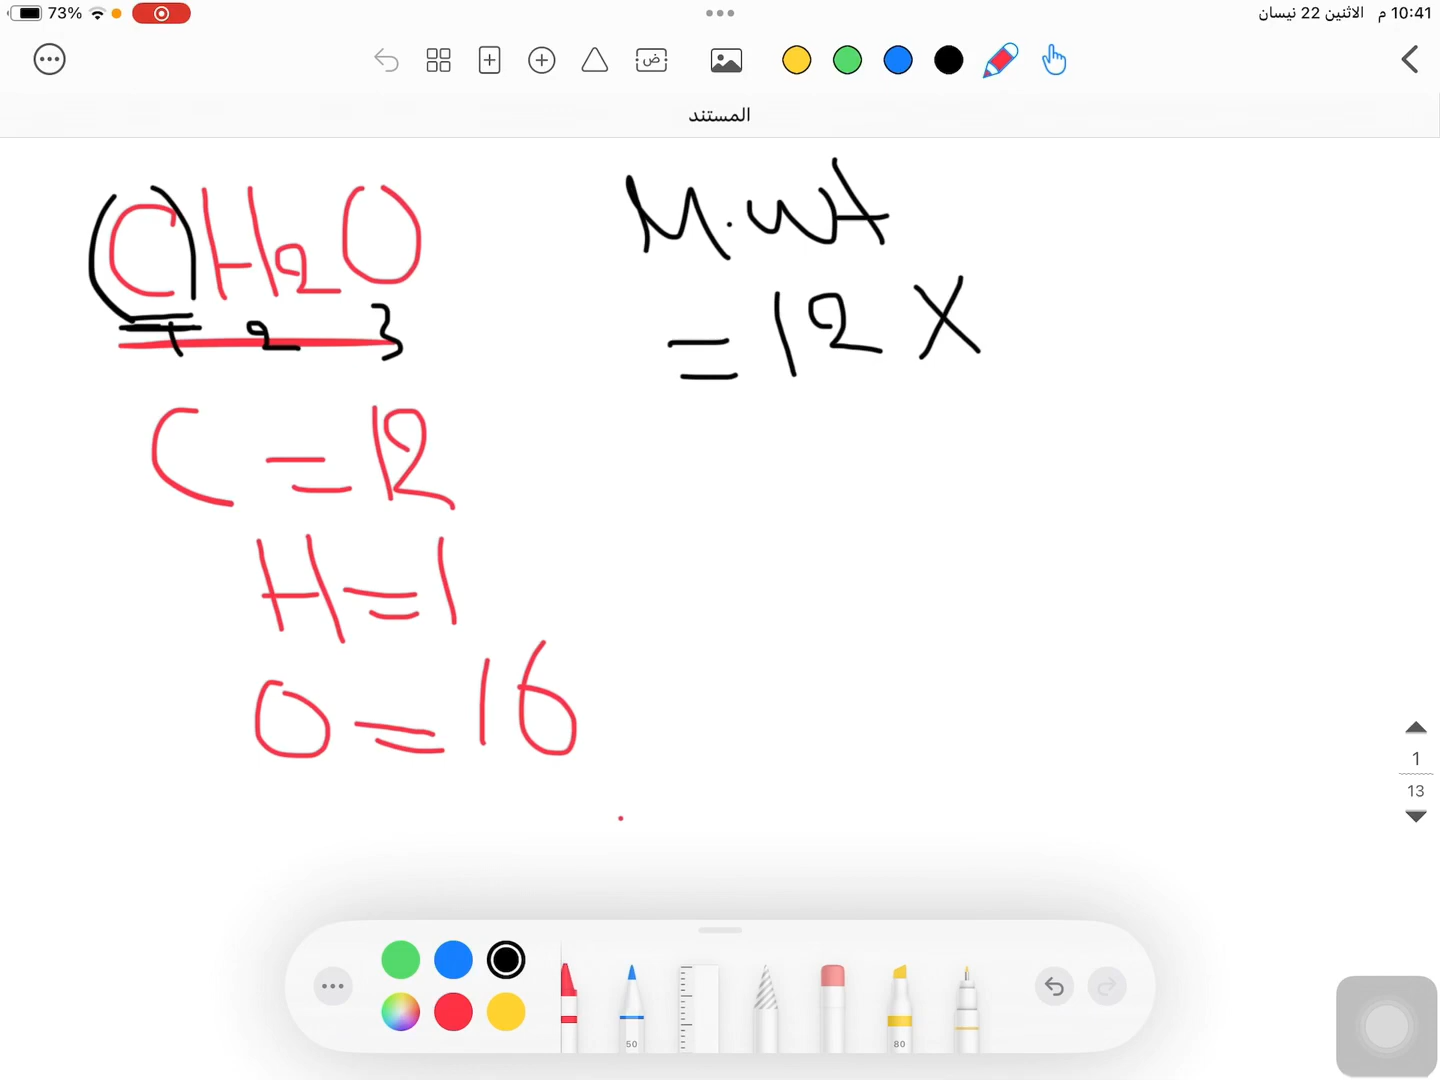 73%
10:41 م الاثنين 22 نيسان
ض
المستند
CH2O
1 2 3
M.wt
= 12 X
C = 12
H = 1
O = 16
1
13
50
80